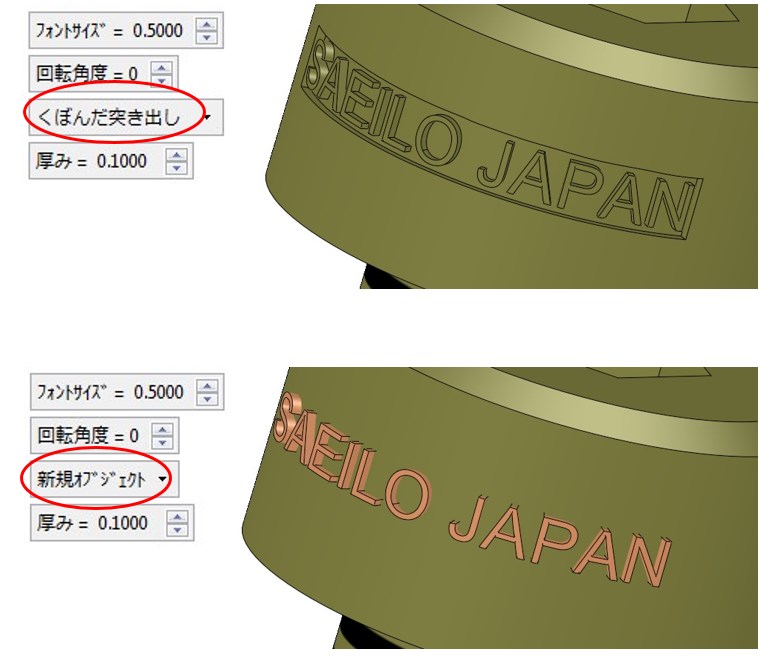 ﾌｫﾝﾄｻｲｽﾞ = 0.5000
回転角度 = 0
くぼんだ突き出し
厚み = 0.1000
SAEILO JAPAN
ﾌｫﾝﾄｻｲｽﾞ = 0.5000
回転角度 = 0
新規ｵﾌﾞｼﾞｪｸﾄ
厚み = 0.1000
SAEILO JAPAN